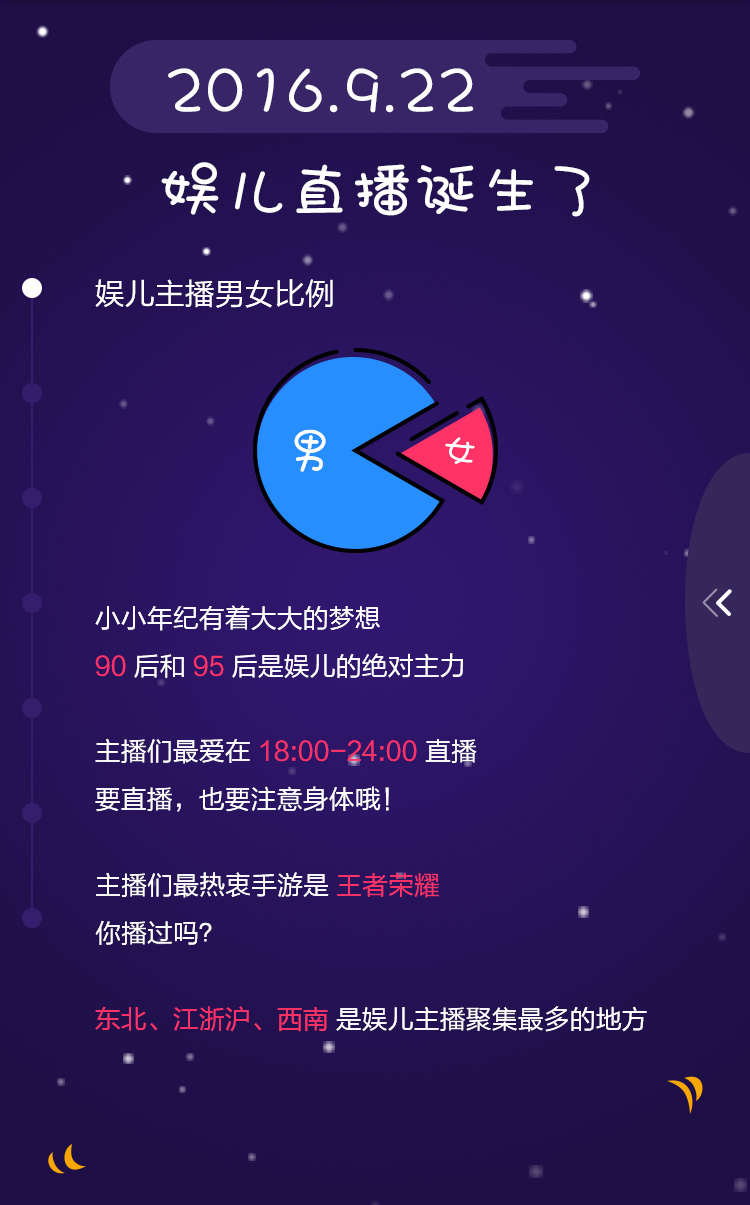 2016.9.22
娱儿直播诞生了
娱儿主播男女比例
男
女
小小年纪有着大大的梦想
90 后和 95 后是娱儿的绝对主力
主播们最爱在 18:00-24:00 直播
要直播，也要注意身体哦！
主播们最热衷手游是 王者荣耀
你播过吗？
东北、江浙沪、西南 是娱儿主播聚集最多的地方